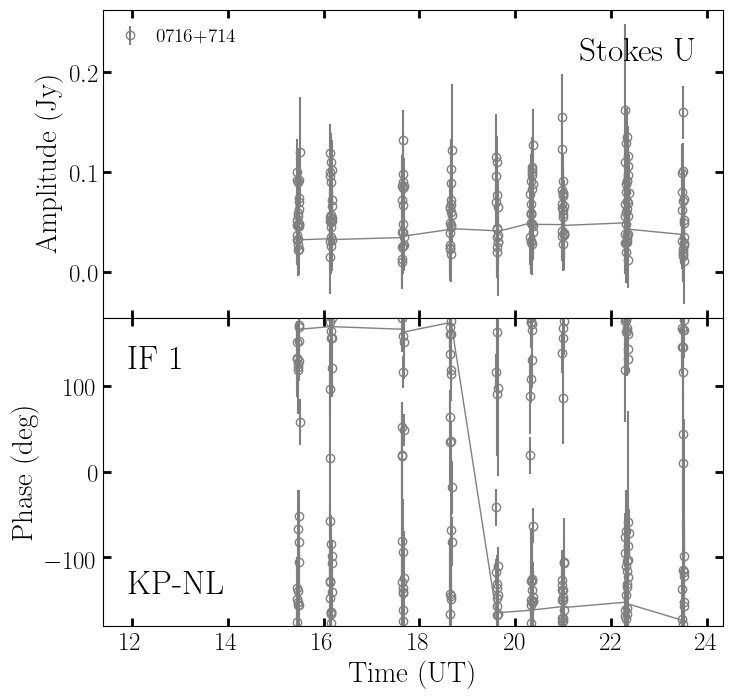 0716+714
Stokes U
0.2
0.1
0.0
Amplitude (Jy)
IF 1
100
0
−100
Phase (deg)
KP-NL
12 14 16 18 20 22 24
Time (UT)